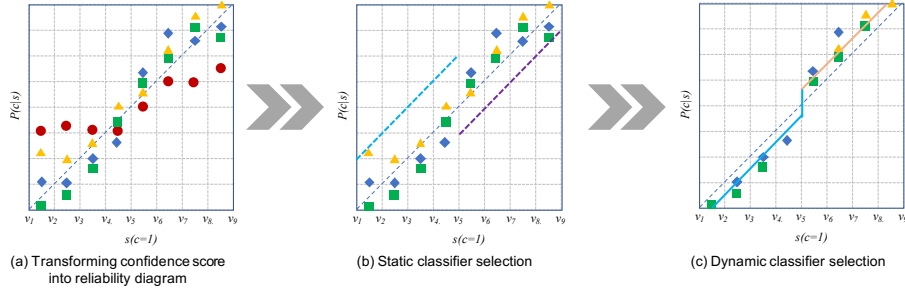 P(c|s)
v1 v2 v3 v4. v5 v6 v7 v8. v9
s(c=1)
(a) Transforming confidence score
into reliability diagram
P(c|s)
v1 v2 v3 v4. v5 v6 v7 v8. v9
s(c=1)
(b) Static classifier selection
P(c|s)
v1 v2 v3 v4. v5 v6 v7 v8. v9
s(c=1)
(c) Dynamic classifier selection